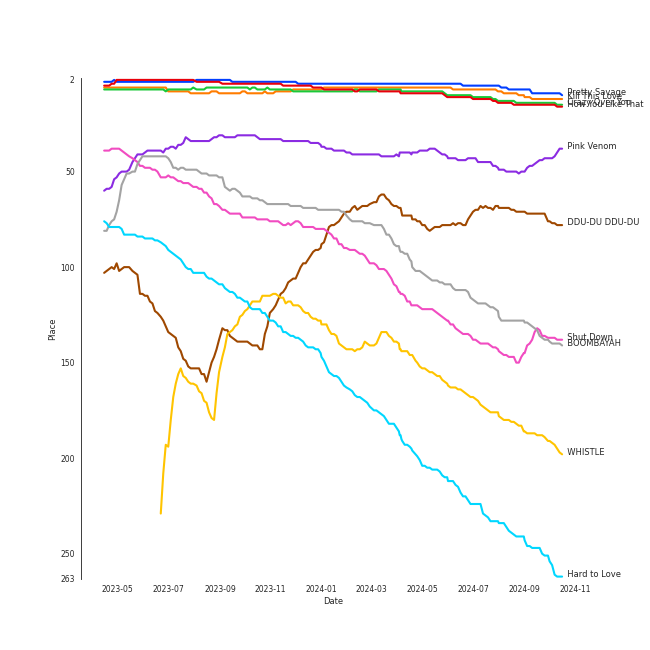 2
50
100
150
200
250
263
Place
2023-05
2023-07
2023-09
2023-11
2024-01
2024-03
2024-05
2024-07
2024-09
2024-11
Date
Pretty Savage
Kill This Love
Crazy Over You
How You Like That
Pink Venom
DDU-DU DDU-DU
Shut Down
BOOMBAYAH
WHISTLE
Hard to Love